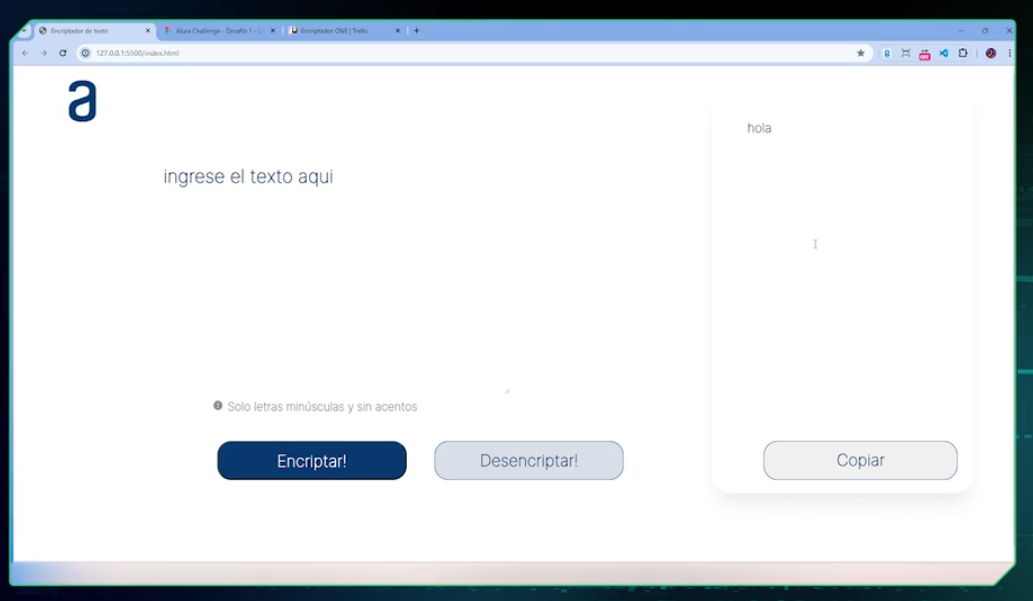 Encriptador de texto
Alura Challenge - Desafío 1 - Lo
Encriptador ONE | Trello
127.0.0.1:5500/index.html
a
hola
ingrese el texto aqui
Solo letras minúsculas y sin acentos
Encriptar!
Desencriptar!
Copiar